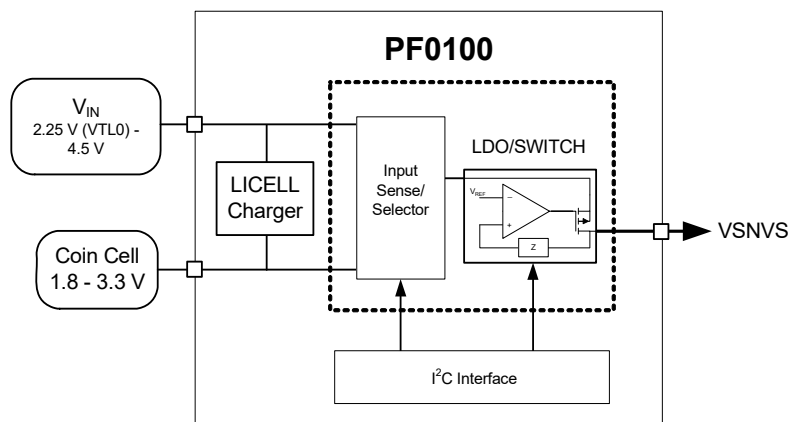 PF0100
V_IN
2.25 V (VTL0) -
4.5 V
LICELL
Charger
Coin Cell
1.8 - 3.3 V
Input
Sense/
Selector
LDO/SWITCH
V_REF
−
+
Z
VSNVS
I²C Interface